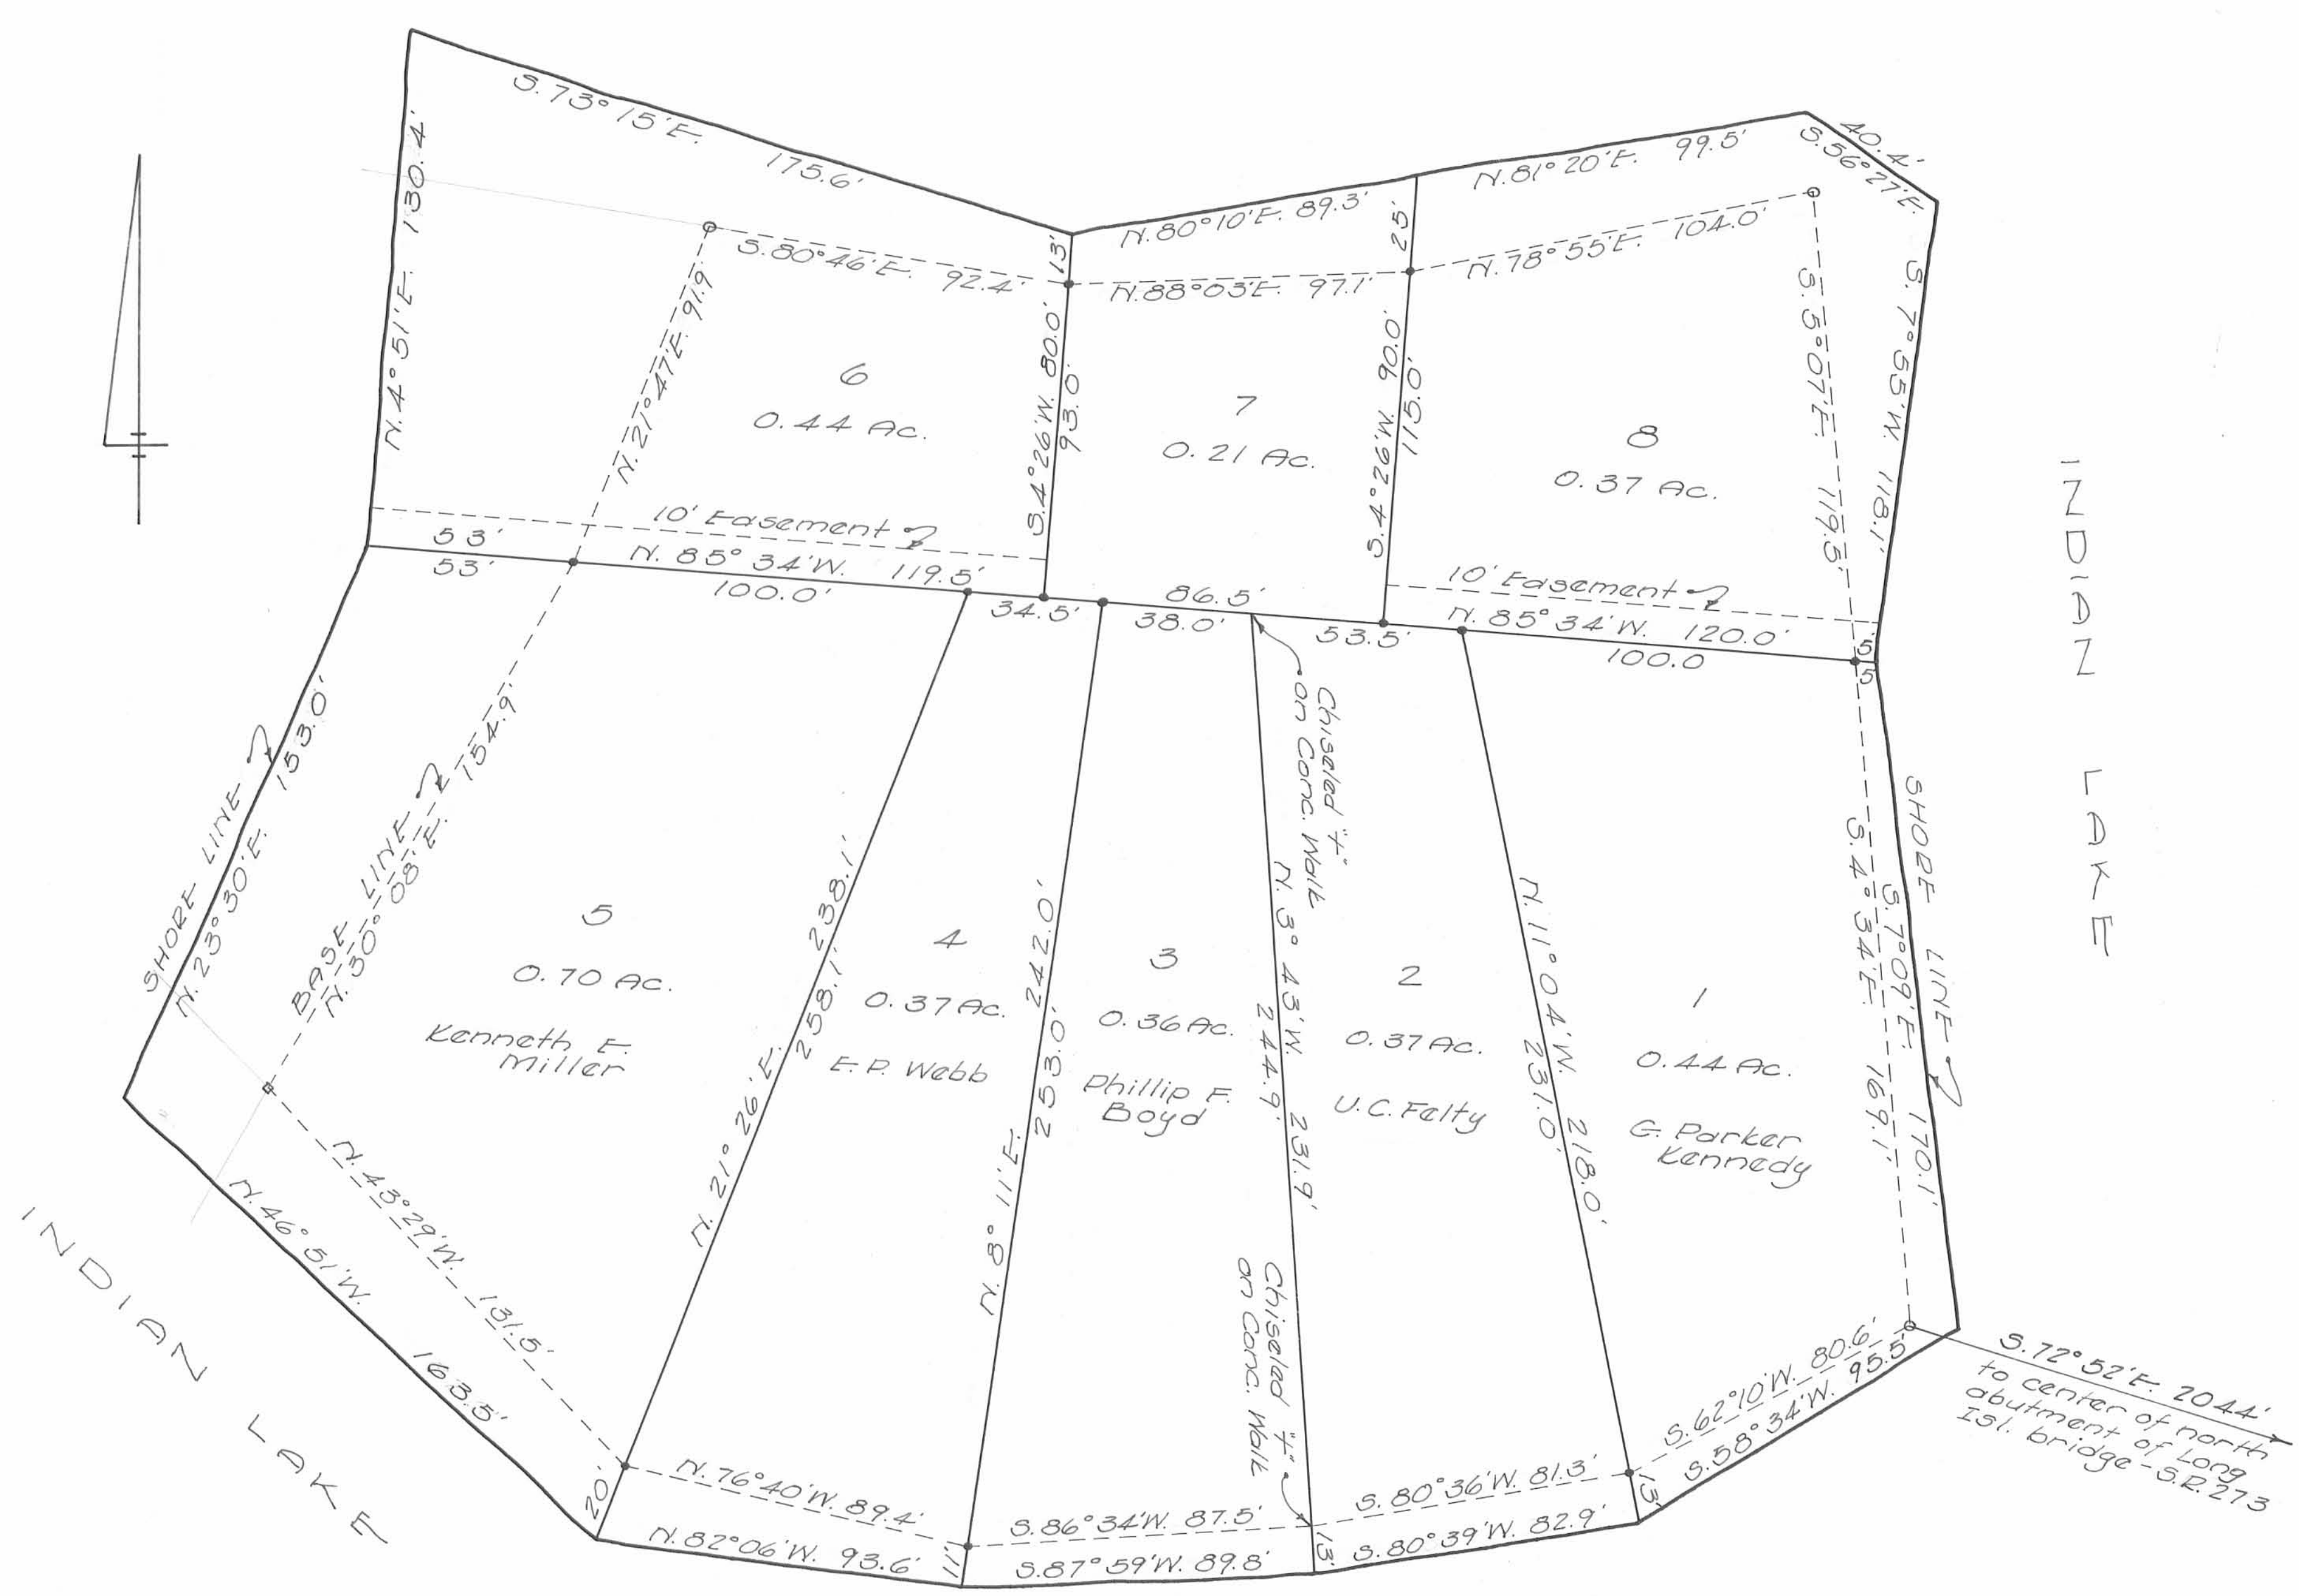 S. 73° 15' E.
175.6'
N. 80° 10' E. 89.3'
N. 81° 20' E. 99.5'
40.4'
S. 56° 27' E.
N. 4° 51' E. 130.4'
S. 80° 46' E. 92.4'
13'
N. 88° 03' E. 97.1'
25'
N. 78° 55' E. 104.0'
N. 21° 47' E. 91.9'
6
0.44 Ac.
S. 4° 26' W. 80.0'
93.0'
7
0.21 Ac.
S. 4° 26' W. 90.0'
115.0'
8
0.37 Ac.
S. 5° 07' E. 119.5'
S. 7° 55' W. 118.1'
INDIAN LAKE
10' Easement
10' Easement
53'
N. 85° 34' W. 119.5'
86.5'
N. 85° 34' W. 120.0'
5'
53'
100.0'
34.5'
38.0'
53.5'
100.0
5'
Chiseled "+"
on Conc. Walk
SHORE LINE
N. 23° 30' E. 153.0'
BASE LINE
N. 30° 08' E. 154.9'
5
0.70 Ac.
Kenneth E.
Miller
N. 21° 26' E. 258.1' 238.1'
4
0.37 Ac.
E. P. Webb
N. 8° 11' E. 253.0' 242.0'
3
0.36 Ac.
Phillip F.
Boyd
N. 3° 43' W. 231.9'
244.9'
2
0.37 Ac.
U. C. Felty
N. 11° 04' W. 218.0'
231.0'
1
0.44 Ac.
G. Parker
Kennedy
S. 4° 34' E. 169.1'
S. 7° 09' E. 170.1'
SHORE LINE
Chiseled "+"
on Conc. Walk
INDIAN LAKE
N. 46° 51' W. 163.5'
N. 43° 29' W. 131.5'
20'
N. 76° 40' W. 89.4'
N. 82° 06' W. 93.6'
11'
S. 86° 34' W. 87.5'
S. 87° 59' W. 89.8'
13'
S. 80° 36' W. 81.3'
S. 80° 39' W. 82.9'
13'
S. 62° 10' W. 80.6'
S. 58° 34' W. 95.5'
S. 72° 52' E. 2044'
to center of north
abutment of Long
Isl. bridge - S.R. 273